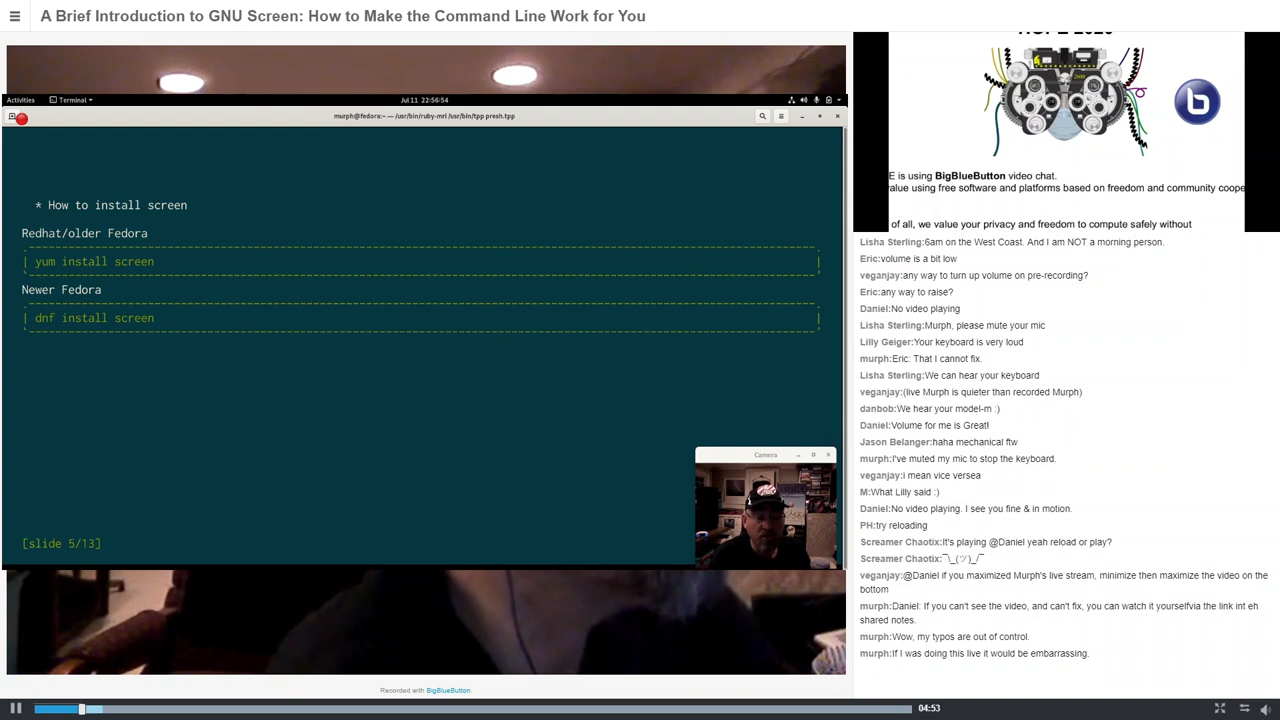 A Brief Introduction to GNU Screen: How to Make the Command Line Work for You
Activities
Terminal
Jul 11 22:56:54
murph@fedora:~ — /usr/bin/ruby-mri /usr/bin/tpp presh.tpp
* How to install screen
Redhat/older Fedora
yum install screen
Newer Fedora
dnf install screen
[slide 5/13]
Camera
Recorded with BigBlueButton.
HOPE 2020
b
E is using BigBlueButton video chat.
value using free software and platforms based on freedom and community coope
of all, we value your privacy and freedom to compute safely without
Lisha Sterling:6am on the West Coast. And I am NOT a morning person.
Eric:volume is a bit low
veganjay:any way to turn up volume on pre-recording?
Eric:any way to raise?
Daniel:No video playing
Lisha Sterling:Murph, please mute your mic
Lilly Geiger:Your keyboard is very loud
murph:Eric: That I cannot fix.
Lisha Sterling:We can hear your keyboard
veganjay:(live Murph is quieter than recorded Murph)
danbob:We hear your model-m :)
Daniel:Volume for me is Great!
Jason Belanger:haha mechanical ftw
murph:I've muted my mic to stop the keyboard.
veganjay:i mean vice versea
M:What Lilly said :)
Daniel:No video playing. I see you fine & in motion.
PH:try reloading
Screamer Chaotix:It's playing @Daniel yeah reload or play?
Screamer Chaotix:¯\_(ツ)_/¯
veganjay:@Daniel if you maximized Murph's live stream, minimize then maximize the video on the
bottom
murph:Daniel: If you can't see the video, and can't fix, you can watch it yourselfvia the link int eh
shared notes.
murph:Wow, my typos are out of control.
murph:If I was doing this live it would be embarrassing.
04:53